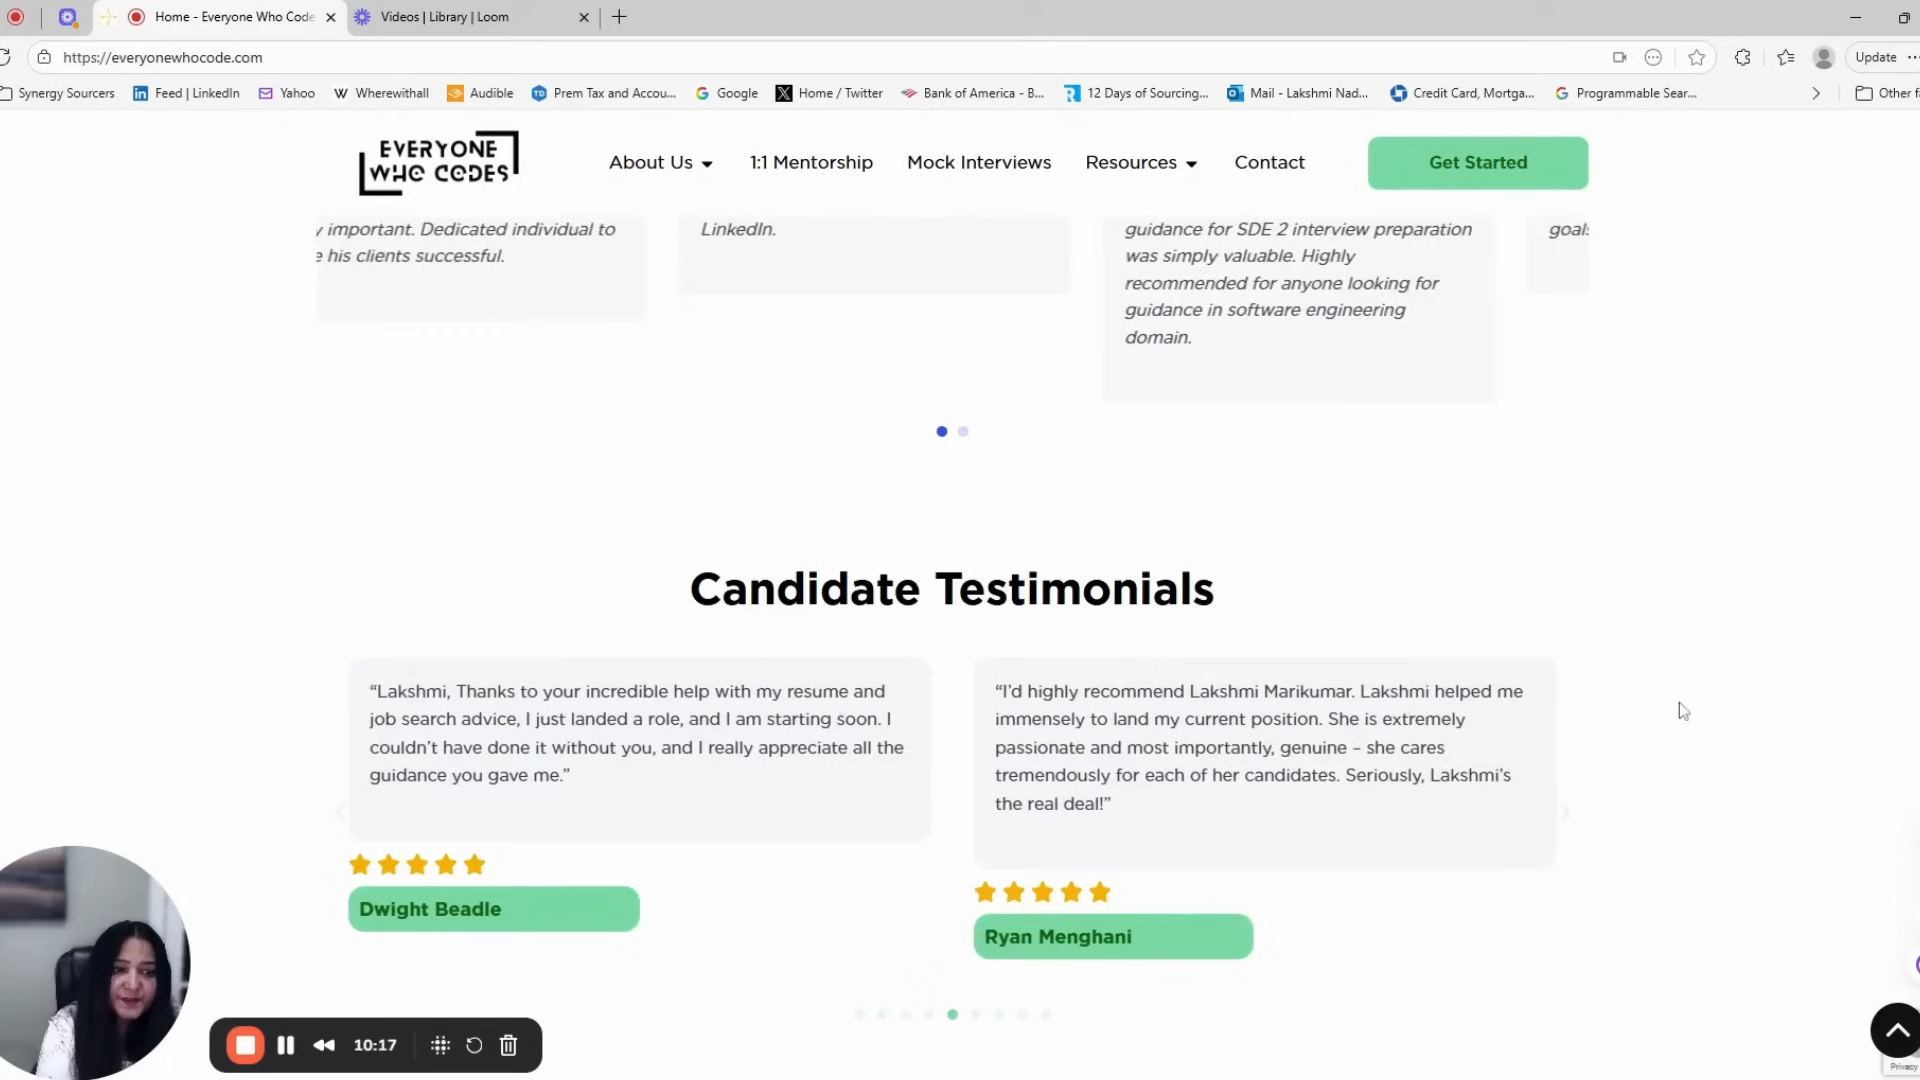 Home - Everyone Who Code
Videos | Library | Loom
https://everyonewhocode.com
Update
Synergy Sourcers
Feed | LinkedIn
Yahoo
Wherewithall
Audible
Prem Tax and Accou...
Google
Home / Twitter
Bank of America - B...
12 Days of Sourcing...
Mail - Lakshmi Nad...
Credit Card, Mortga...
Programmable Sear...
Other f
EVERYONE
WHO CODES
About Us
1:1 Mentorship
Mock Interviews
Resources
Contact
Get Started
y important. Dedicated individual to
e his clients successful.
LinkedIn.
guidance for SDE 2 interview preparation
was simply valuable. Highly
recommended for anyone looking for
guidance in software engineering
domain.
goals
Candidate Testimonials
“Lakshmi, Thanks to your incredible help with my resume and
job search advice, I just landed a role, and I am starting soon. I
couldn’t have done it without you, and I really appreciate all the
guidance you gave me.”
Dwight Beadle
“I’d highly recommend Lakshmi Marikumar. Lakshmi helped me
immensely to land my current position. She is extremely
passionate and most importantly, genuine – she cares
tremendously for each of her candidates. Seriously, Lakshmi’s
the real deal!”
Ryan Menghani
10:17
Privacy